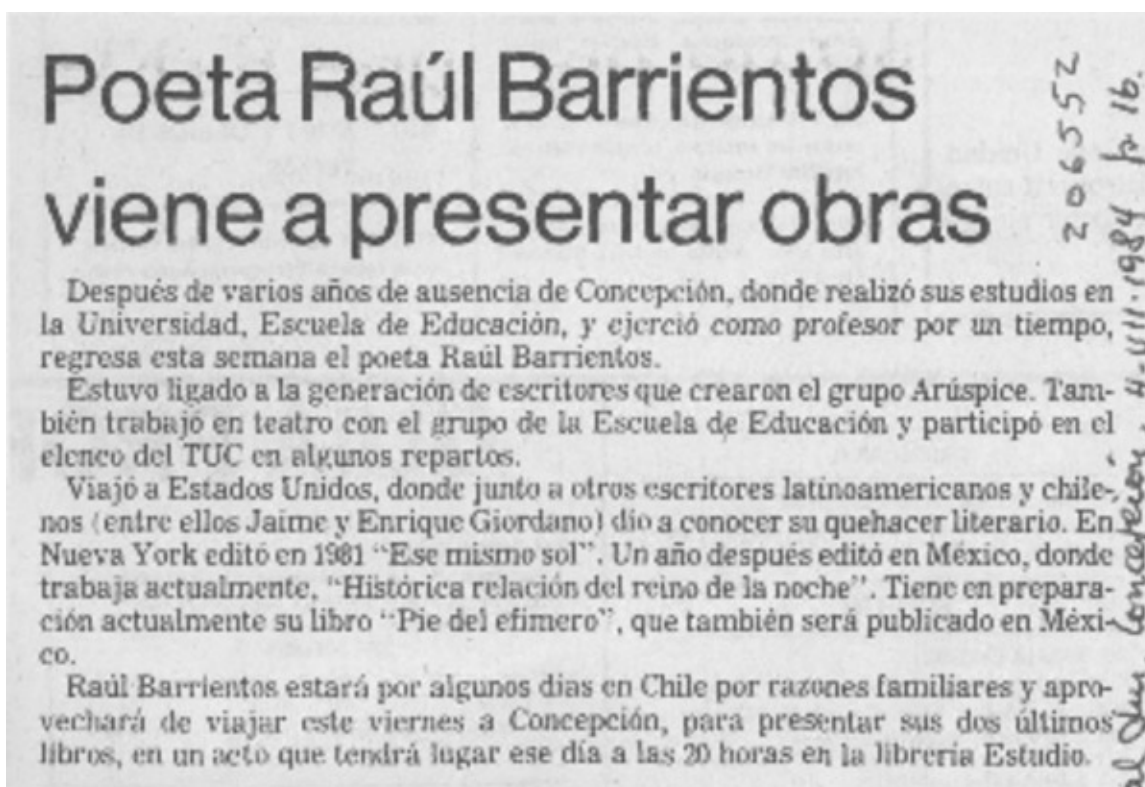 Poeta Raúl Barrientos
viene a presentar obras
Después de varios años de ausencia de Concepción, donde realizó sus estudios en
la Universidad, Escuela de Educación, y ejerció como profesor por un tiempo,
regresa esta semana el poeta Raúl Barrientos.
Estuvo ligado a la generación de escritores que crearon el grupo Arúspice. Tam-
bién trabajó en teatro con el grupo de la Escuela de Educación y participó en el
elenco del TUC en algunos repartos.
Viajó a Estados Unidos, donde junto a otros escritores latinoamericanos y chile-
nos (entre ellos Jaime y Enrique Giordano) dio a conocer su quehacer literario. En
Nueva York editó en 1981 "Ese mismo sol". Un año después editó en México, donde
trabaja actualmente, "Histórica relación del reino de la noche". Tiene en prepara-
ción actualmente su libro "Pie del efímero", que también será publicado en Méxi-
co.
Raúl Barrientos estará por algunos días en Chile por razones familiares y apro-
vechará de viajar este viernes a Concepción, para presentar sus dos últimos
libros, en un acto que tendrá lugar ese día a las 20 horas en la librería Estudio.
206552
Concepción, 1984 p 16.